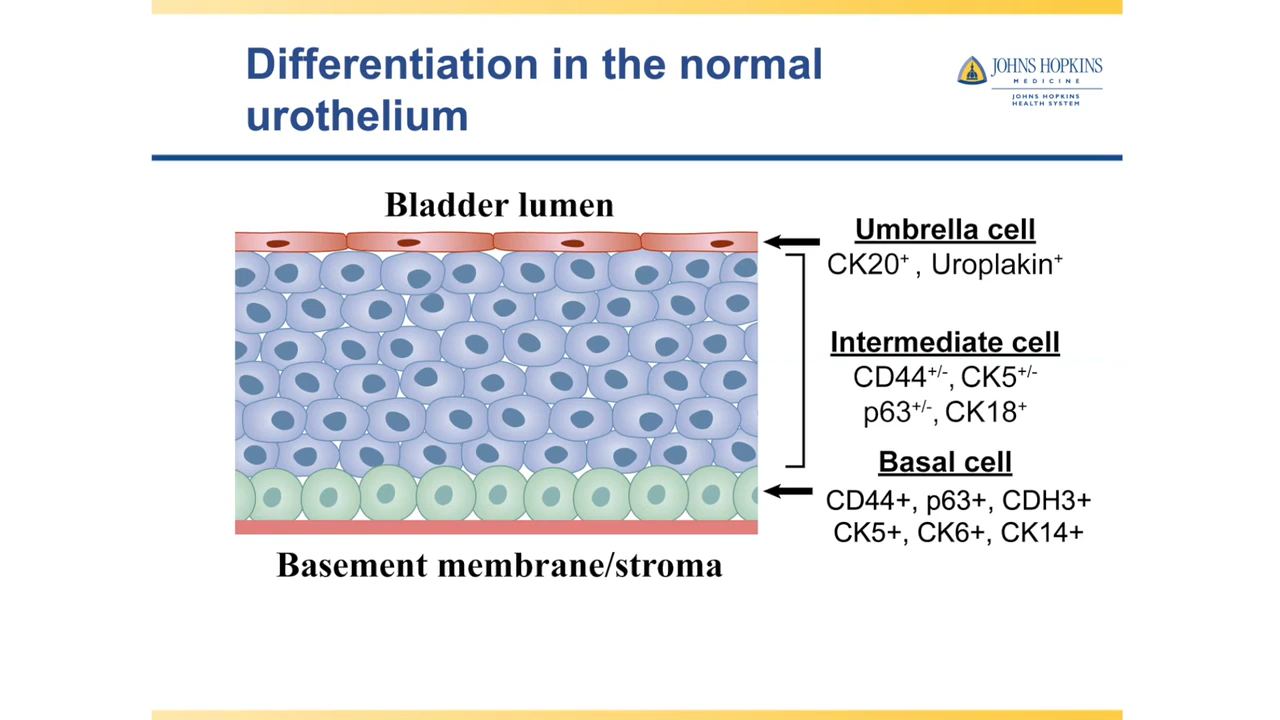 Differentiation in the normal
urothelium
JOHNS HOPKINS
MEDICINE
JOHNS HOPKINS
HEALTH SYSTEM
Bladder lumen
Umbrella cell
CK20⁺ , Uroplakin⁺
Intermediate cell
CD44⁺/⁻, CK5⁺/⁻
p63⁺/⁻, CK18⁺
Basal cell
CD44+, p63+, CDH3+
CK5+, CK6+, CK14+
Basement membrane/stroma